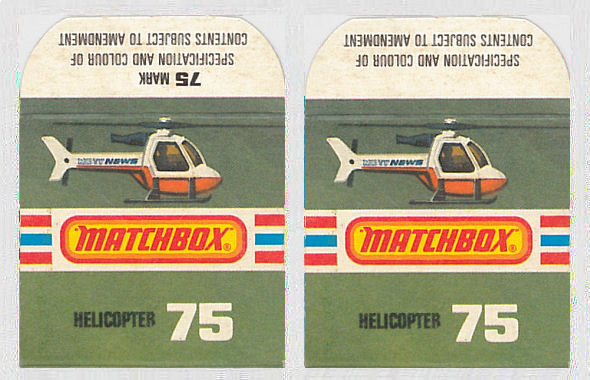 CONTENTS SUBJECT TO AMENDMENT
SPECIFICATION AND COLOUR OF
75 MARK
NEWS
MATCHBOX®
HELICOPTER 75
CONTENTS SUBJECT TO AMENDMENT
SPECIFICATION AND COLOUR OF
NEWS
MATCHBOX®
HELICOPTER 75